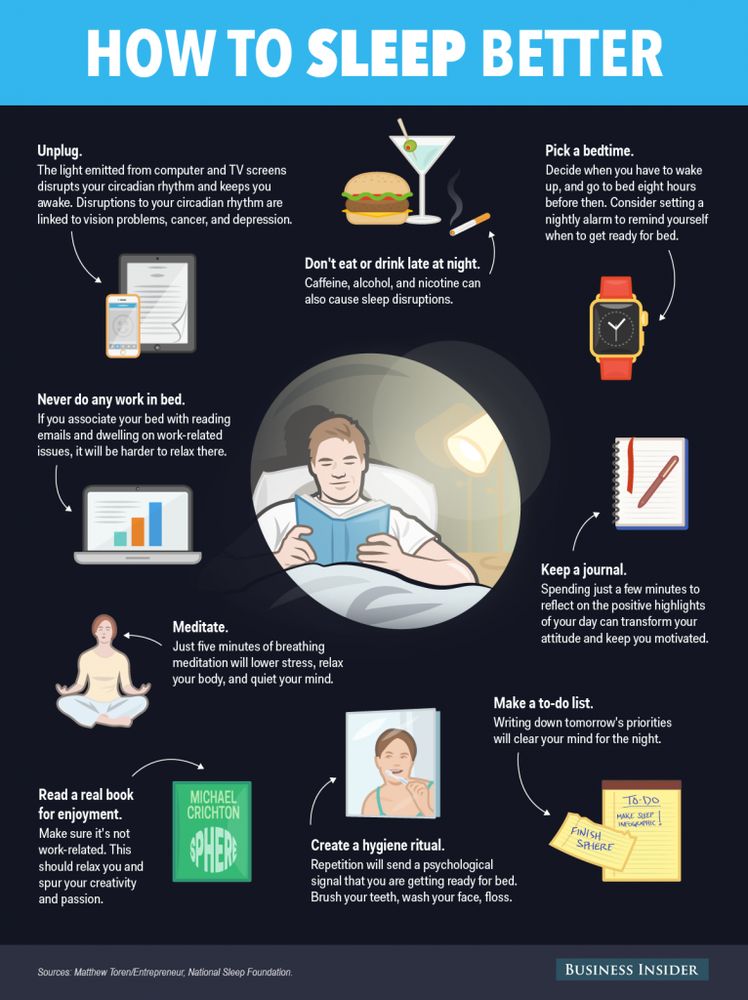 HOW TO SLEEP BETTER
Unplug.
The light emitted from computer and TV screens
disrupts your circadian rhythm and keeps you
awake. Disruptions to your circadian rhythm are
linked to vision problems, cancer, and depression.
Don't eat or drink late at night.
Caffeine, alcohol, and nicotine can
also cause sleep disruptions.
Pick a bedtime.
Decide when you have to wake
up, and go to bed eight hours
before then. Consider setting a
nightly alarm to remind yourself
when to get ready for bed.
Never do any work in bed.
If you associate your bed with reading
emails and dwelling on work-related
issues, it will be harder to relax there.
Keep a journal.
Spending just a few minutes to
reflect on the positive highlights
of your day can transform your
attitude and keep you motivated.
Meditate.
Just five minutes of breathing
meditation will lower stress, relax
your body, and quiet your mind.
Make a to-do list.
Writing down tomorrow's priorities
will clear your mind for the night.
Read a real book
for enjoyment.
Make sure it's not
work-related. This
should relax you and
spur your creativity
and passion.
MICHAEL
CRICHTON
SPHERE
Create a hygiene ritual.
Repetition will send a psychological
signal that you are getting ready for bed.
Brush your teeth, wash your face, floss.
TO-DO
MAKE SLEEP
INFOGRAPHIC!
FINISH
SPHERE
Sources: Matthew Toren/Entrepreneur, National Sleep Foundation.
BUSINESS INSIDER